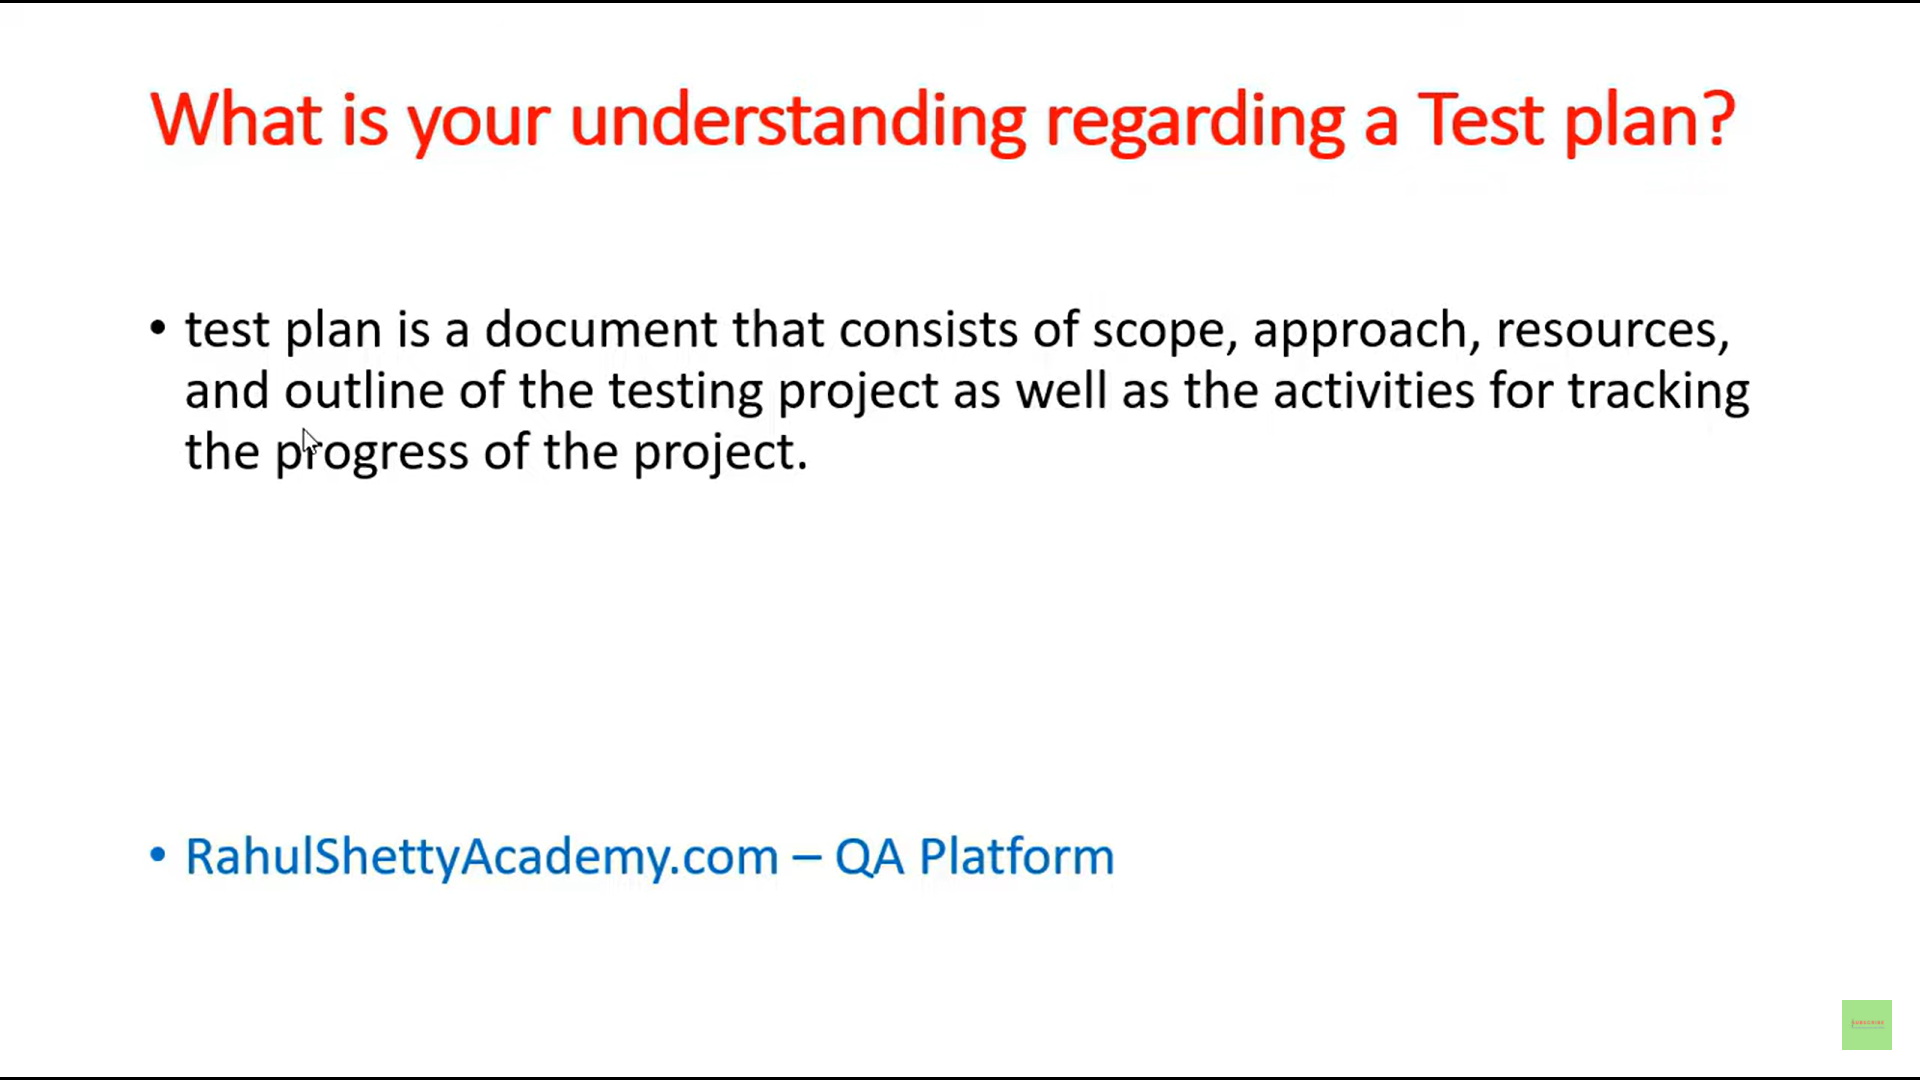 What is your understanding regarding a Test plan?
• test plan is a document that consists of scope, approach, resources,
and outline of the testing project as well as the activities for tracking
the progress of the project.
• RahulShettyAcademy.com – QA Platform